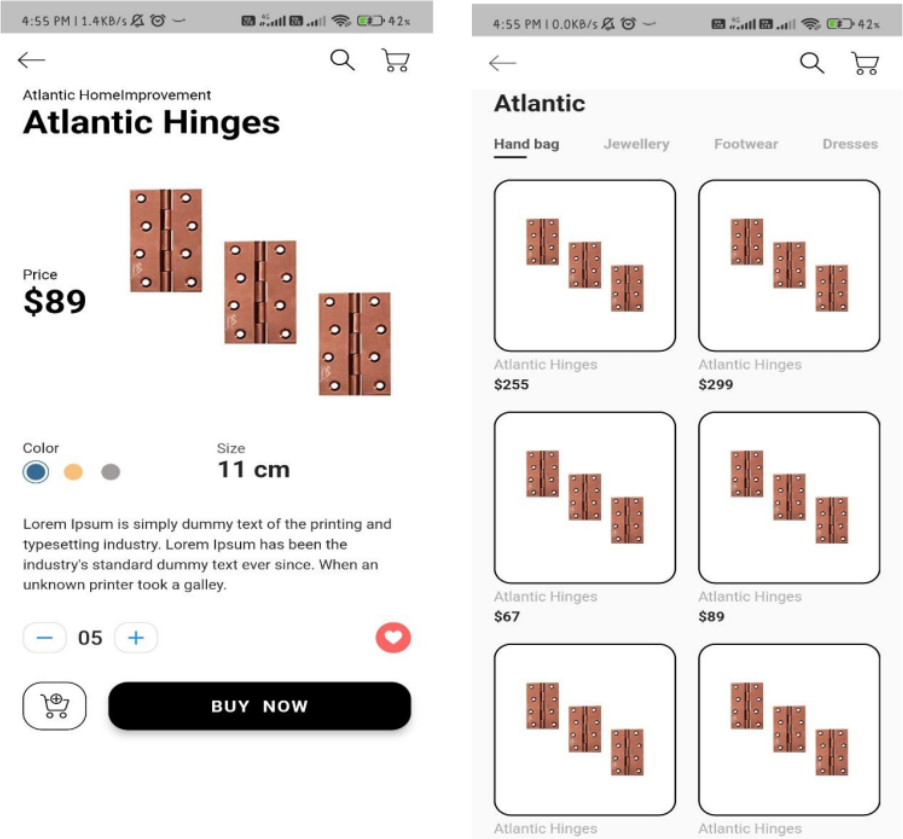 4:55 PM | 1.4KB/s
42%
Atlantic HomeImprovement
Atlantic Hinges
Price
$89
Color
Size
11 cm
Lorem Ipsum is simply dummy text of the printing and
typesetting industry. Lorem Ipsum has been the
industry's standard dummy text ever since. When an
unknown printer took a galley.
05
BUY NOW
4:55 PM | 0.0KB/s
42%
Atlantic
Hand bag Jewellery Footwear Dresses
Atlantic Hinges Atlantic Hinges
$255 $299
Atlantic Hinges Atlantic Hinges
$67 $89
Atlantic Hinges Atlantic Hinges